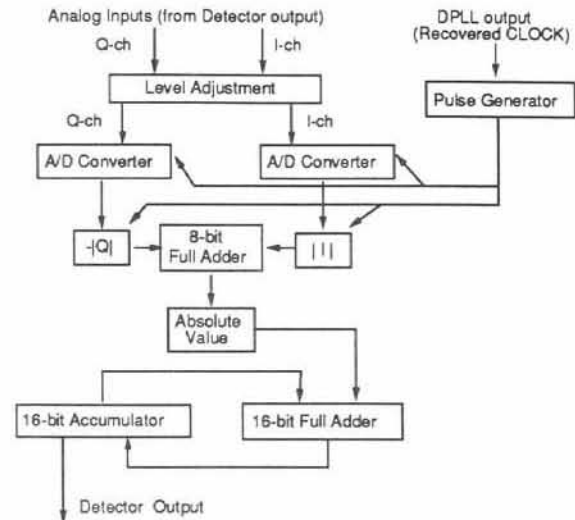 Analog Inputs (from Detector output)
DPLL output
(Recovered CLOCK)
Q-ch
I-ch
Level Adjustment
Pulse Generator
Q-ch
I-ch
A/D Converter
A/D Converter
-|Q|
8-bit
Full Adder
| I |
Absolute
Value
16-bit Accumulator
16-bit Full Adder
Detector Output